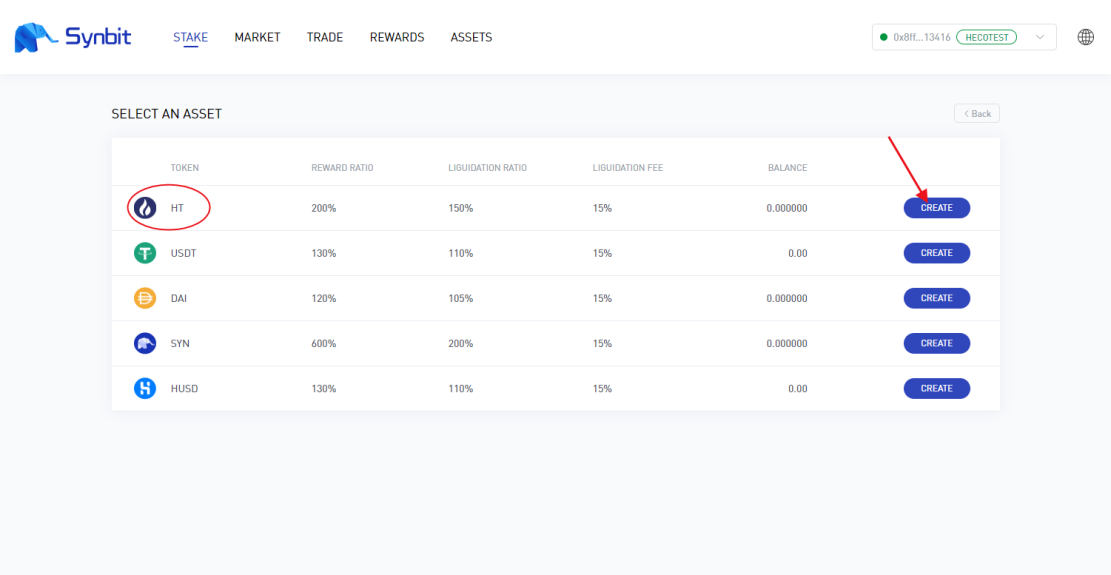 Synbit STAKE MARKET TRADE REWARDS ASSETS 0x8ff...13416 HECOTEST
SELECT AN ASSET < Back
TOKEN REWARD RATIO LIGUIDATION RATIO LIGUIDATION FEE BALANCE
HT 200% 150% 15% 0.000000 CREATE
USDT 130% 110% 15% 0.00 CREATE
DAI 120% 105% 15% 0.000000 CREATE
SYN 600% 200% 15% 0.000000 CREATE
HUSD 130% 110% 15% 0.00 CREATE